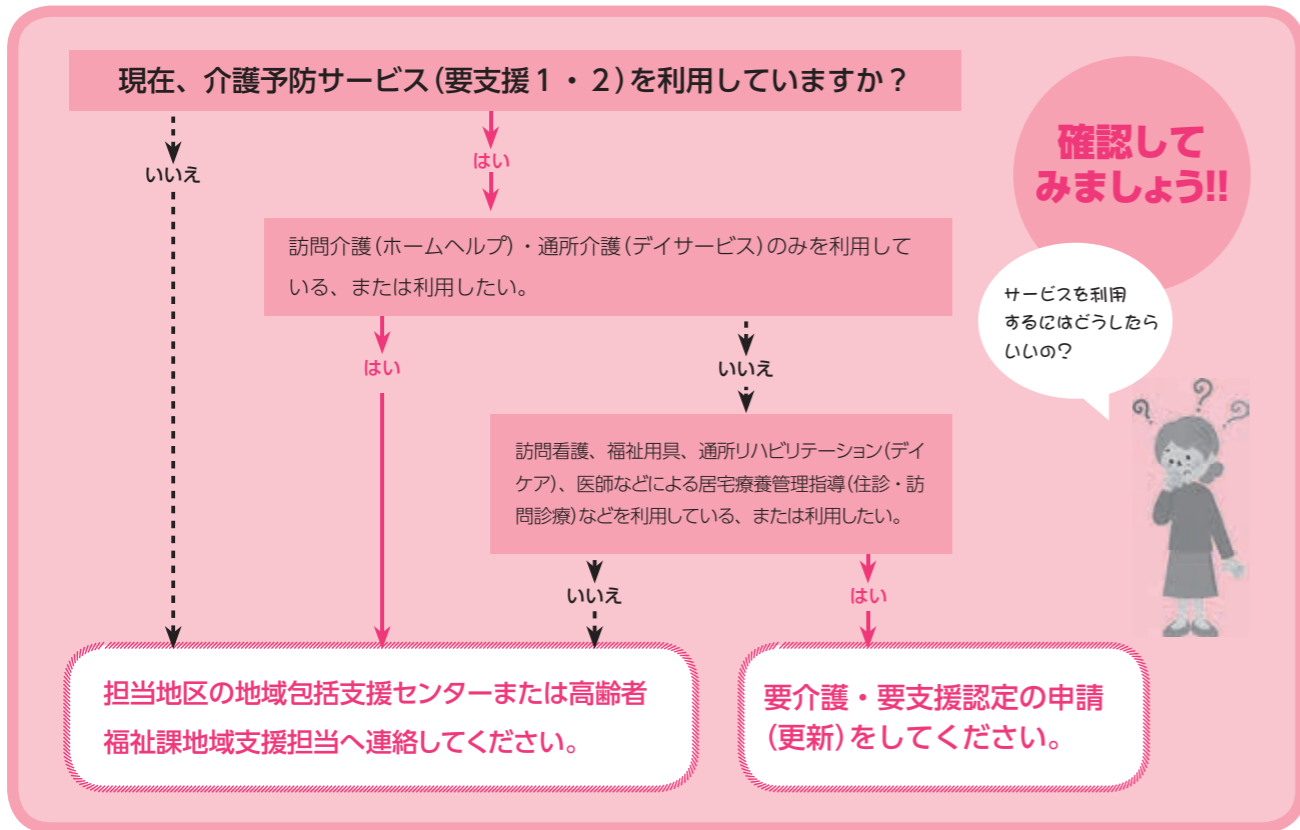 現在、介護予防サービス(要支援1・2)を利用していますか?
確認して
みましょう!!
いいえ
はい
訪問介護(ホームヘルプ)・通所介護(デイサービス)のみを利用して
いる、または利用したい。
サービスを利用
するにはどうしたら
いいの?
はい
いいえ
訪問看護、福祉用具、通所リハビリテーション(デイ
ケア)、医師などによる居宅療養管理指導(住診・訪
問診療)などを利用している、または利用したい。
いいえ
はい
担当地区の地域包括支援センターまたは高齢者
福祉課地域支援担当へ連絡してください。
要介護・要支援認定の申請
(更新)をしてください。